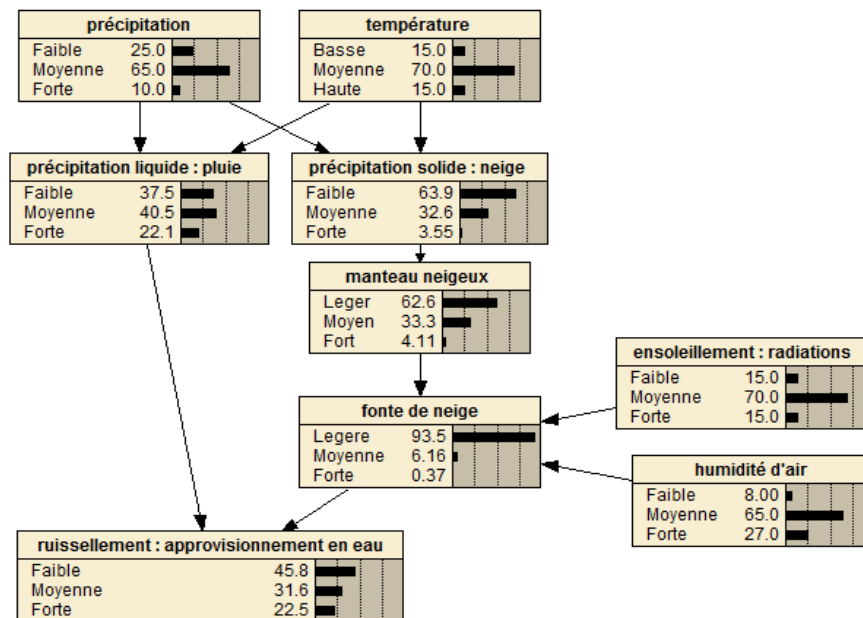 précipitation
Faible 25.0
Moyenne 65.0
Forte 10.0
température
Basse 15.0
Moyenne 70.0
Haute 15.0
précipitation liquide : pluie
Faible 37.5
Moyenne 40.5
Forte 22.1
précipitation solide : neige
Faible 63.9
Moyenne 32.6
Forte 3.55
manteau neigeux
Leger 62.6
Moyen 33.3
Fort 4.11
ensoleillement : radiations
Faible 15.0
Moyenne 70.0
Forte 15.0
fonte de neige
Legere 93.5
Moyenne 6.16
Forte 0.37
humidité d'air
Faible 8.00
Moyenne 65.0
Forte 27.0
ruissellement : approvisionnement en eau
Faible 45.8
Moyenne 31.6
Forte 22.5